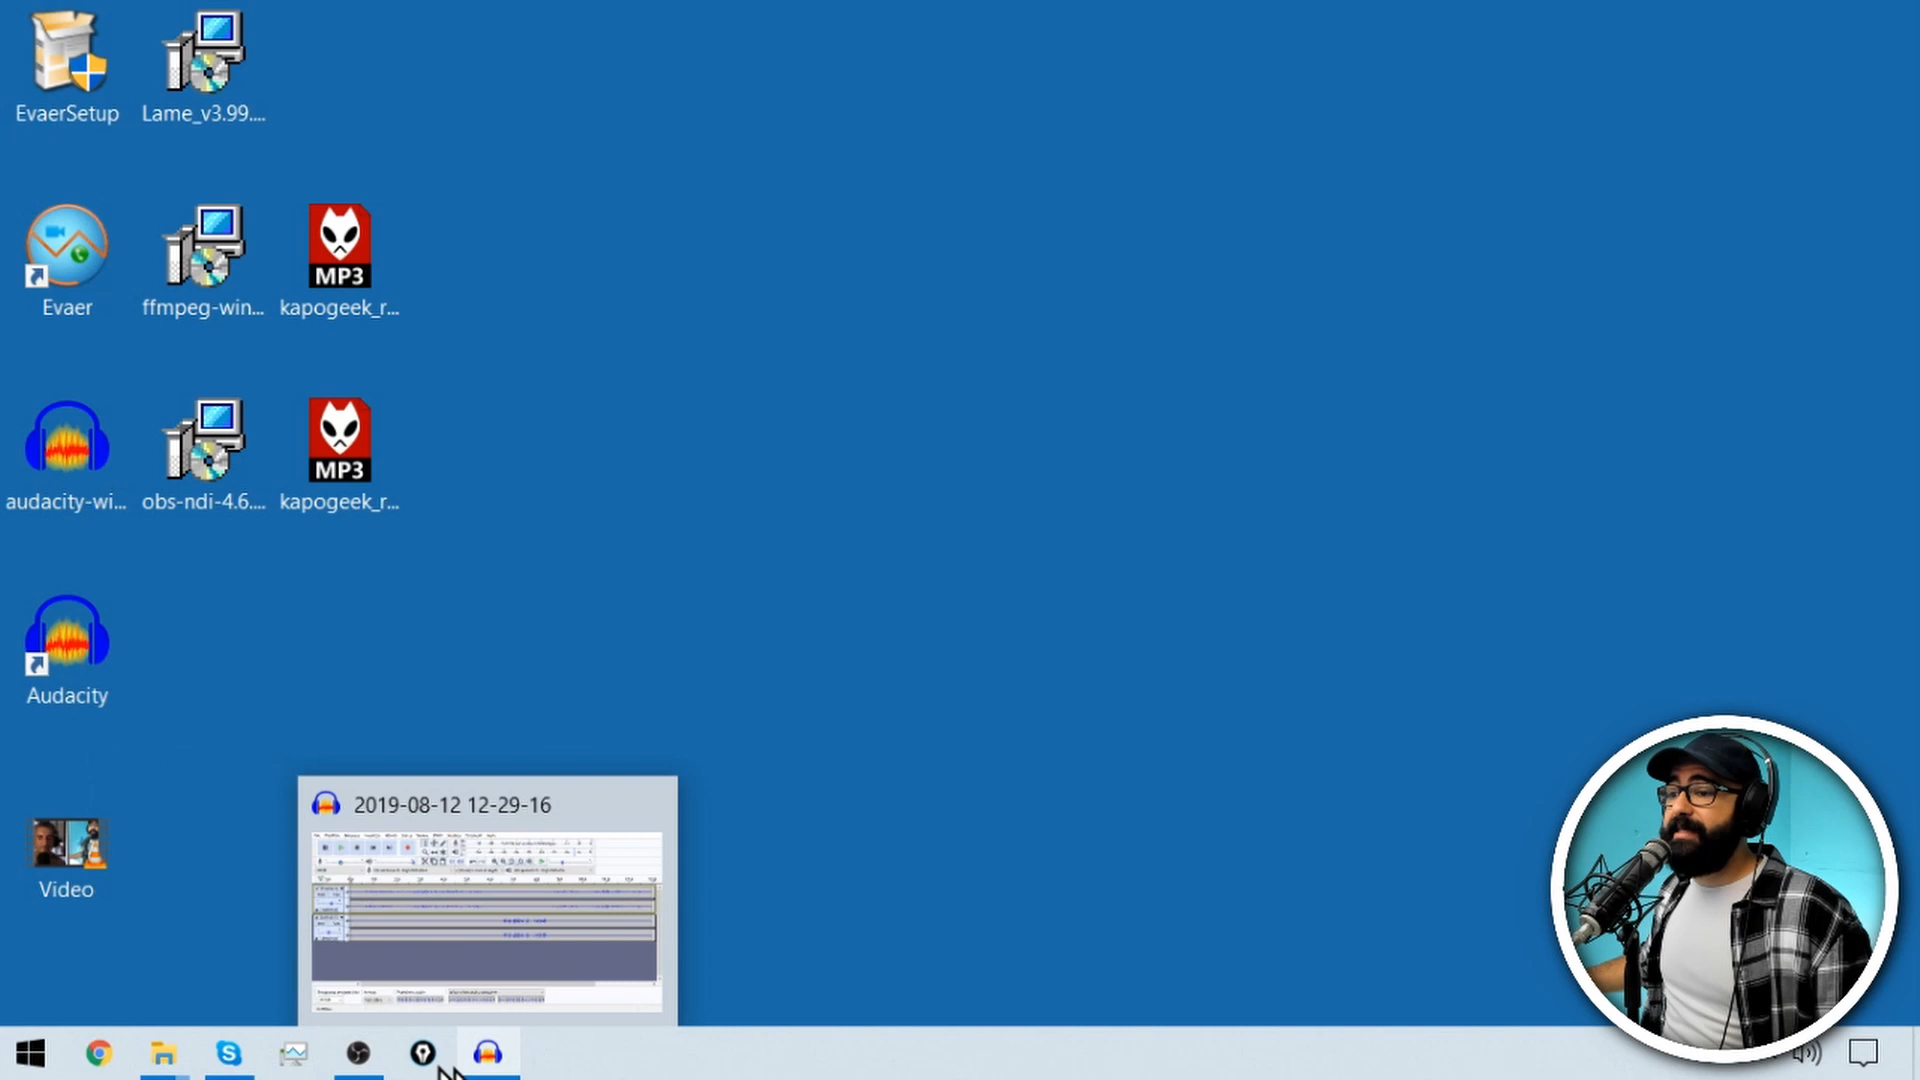 EvaerSetup
Lame_v3.99....
Evaer
ffmpeg-win...
MP3
kapogeek_r...
audacity-wi...
obs-ndi-4.6....
MP3
kapogeek_r...
Audacity
Video
2019-08-12 12-29-16